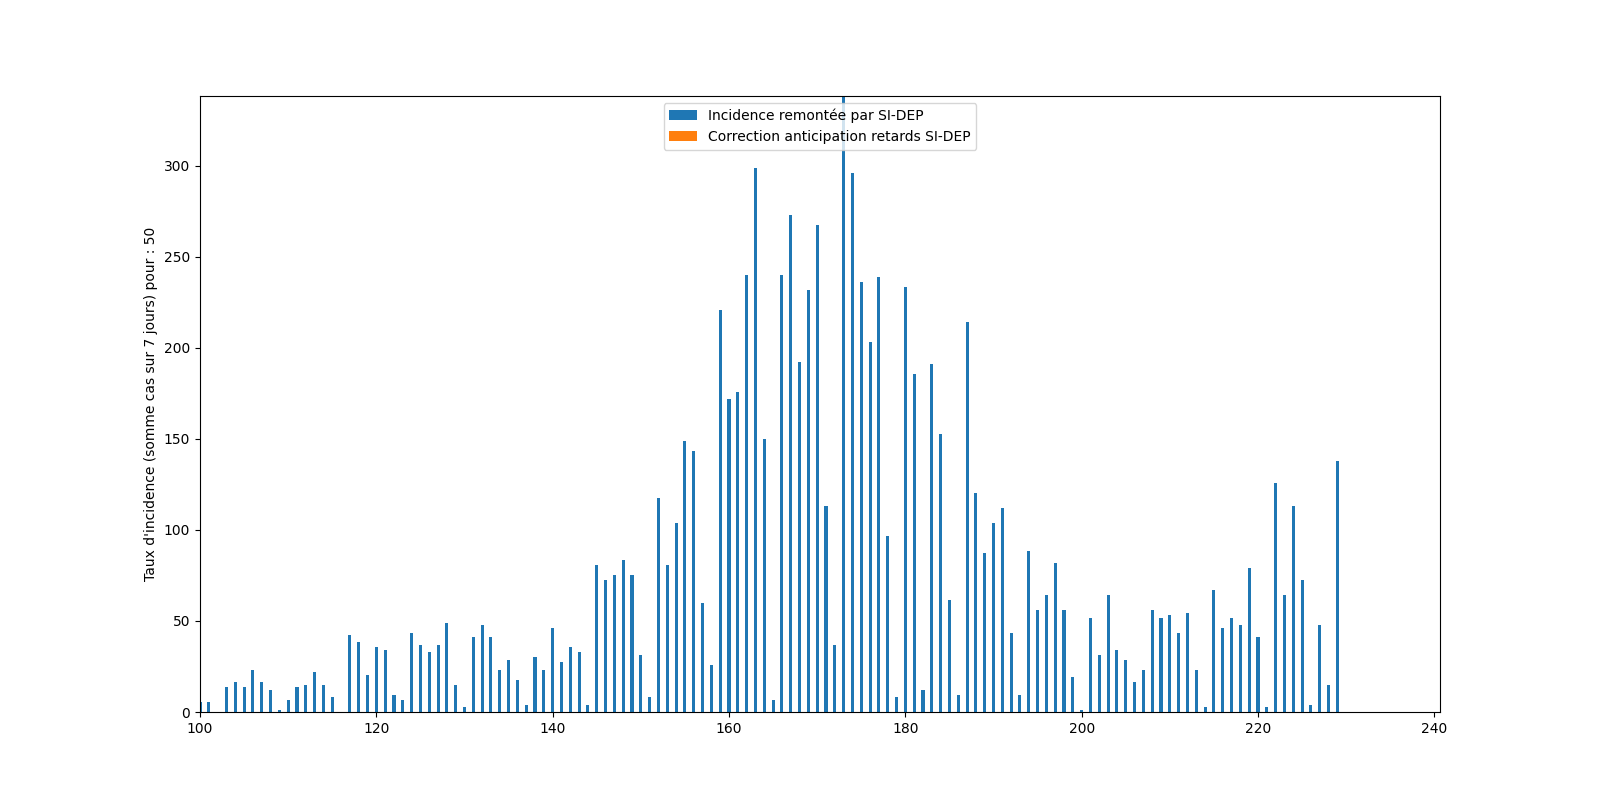 Incidence remontée par SI-DEP
Correction anticipation retards SI-DEP
Taux d'incidence (somme cas sur 7 jours) pour : 50
300
250
200
150
100
50
0
100 120 140 160 180 200 220 240